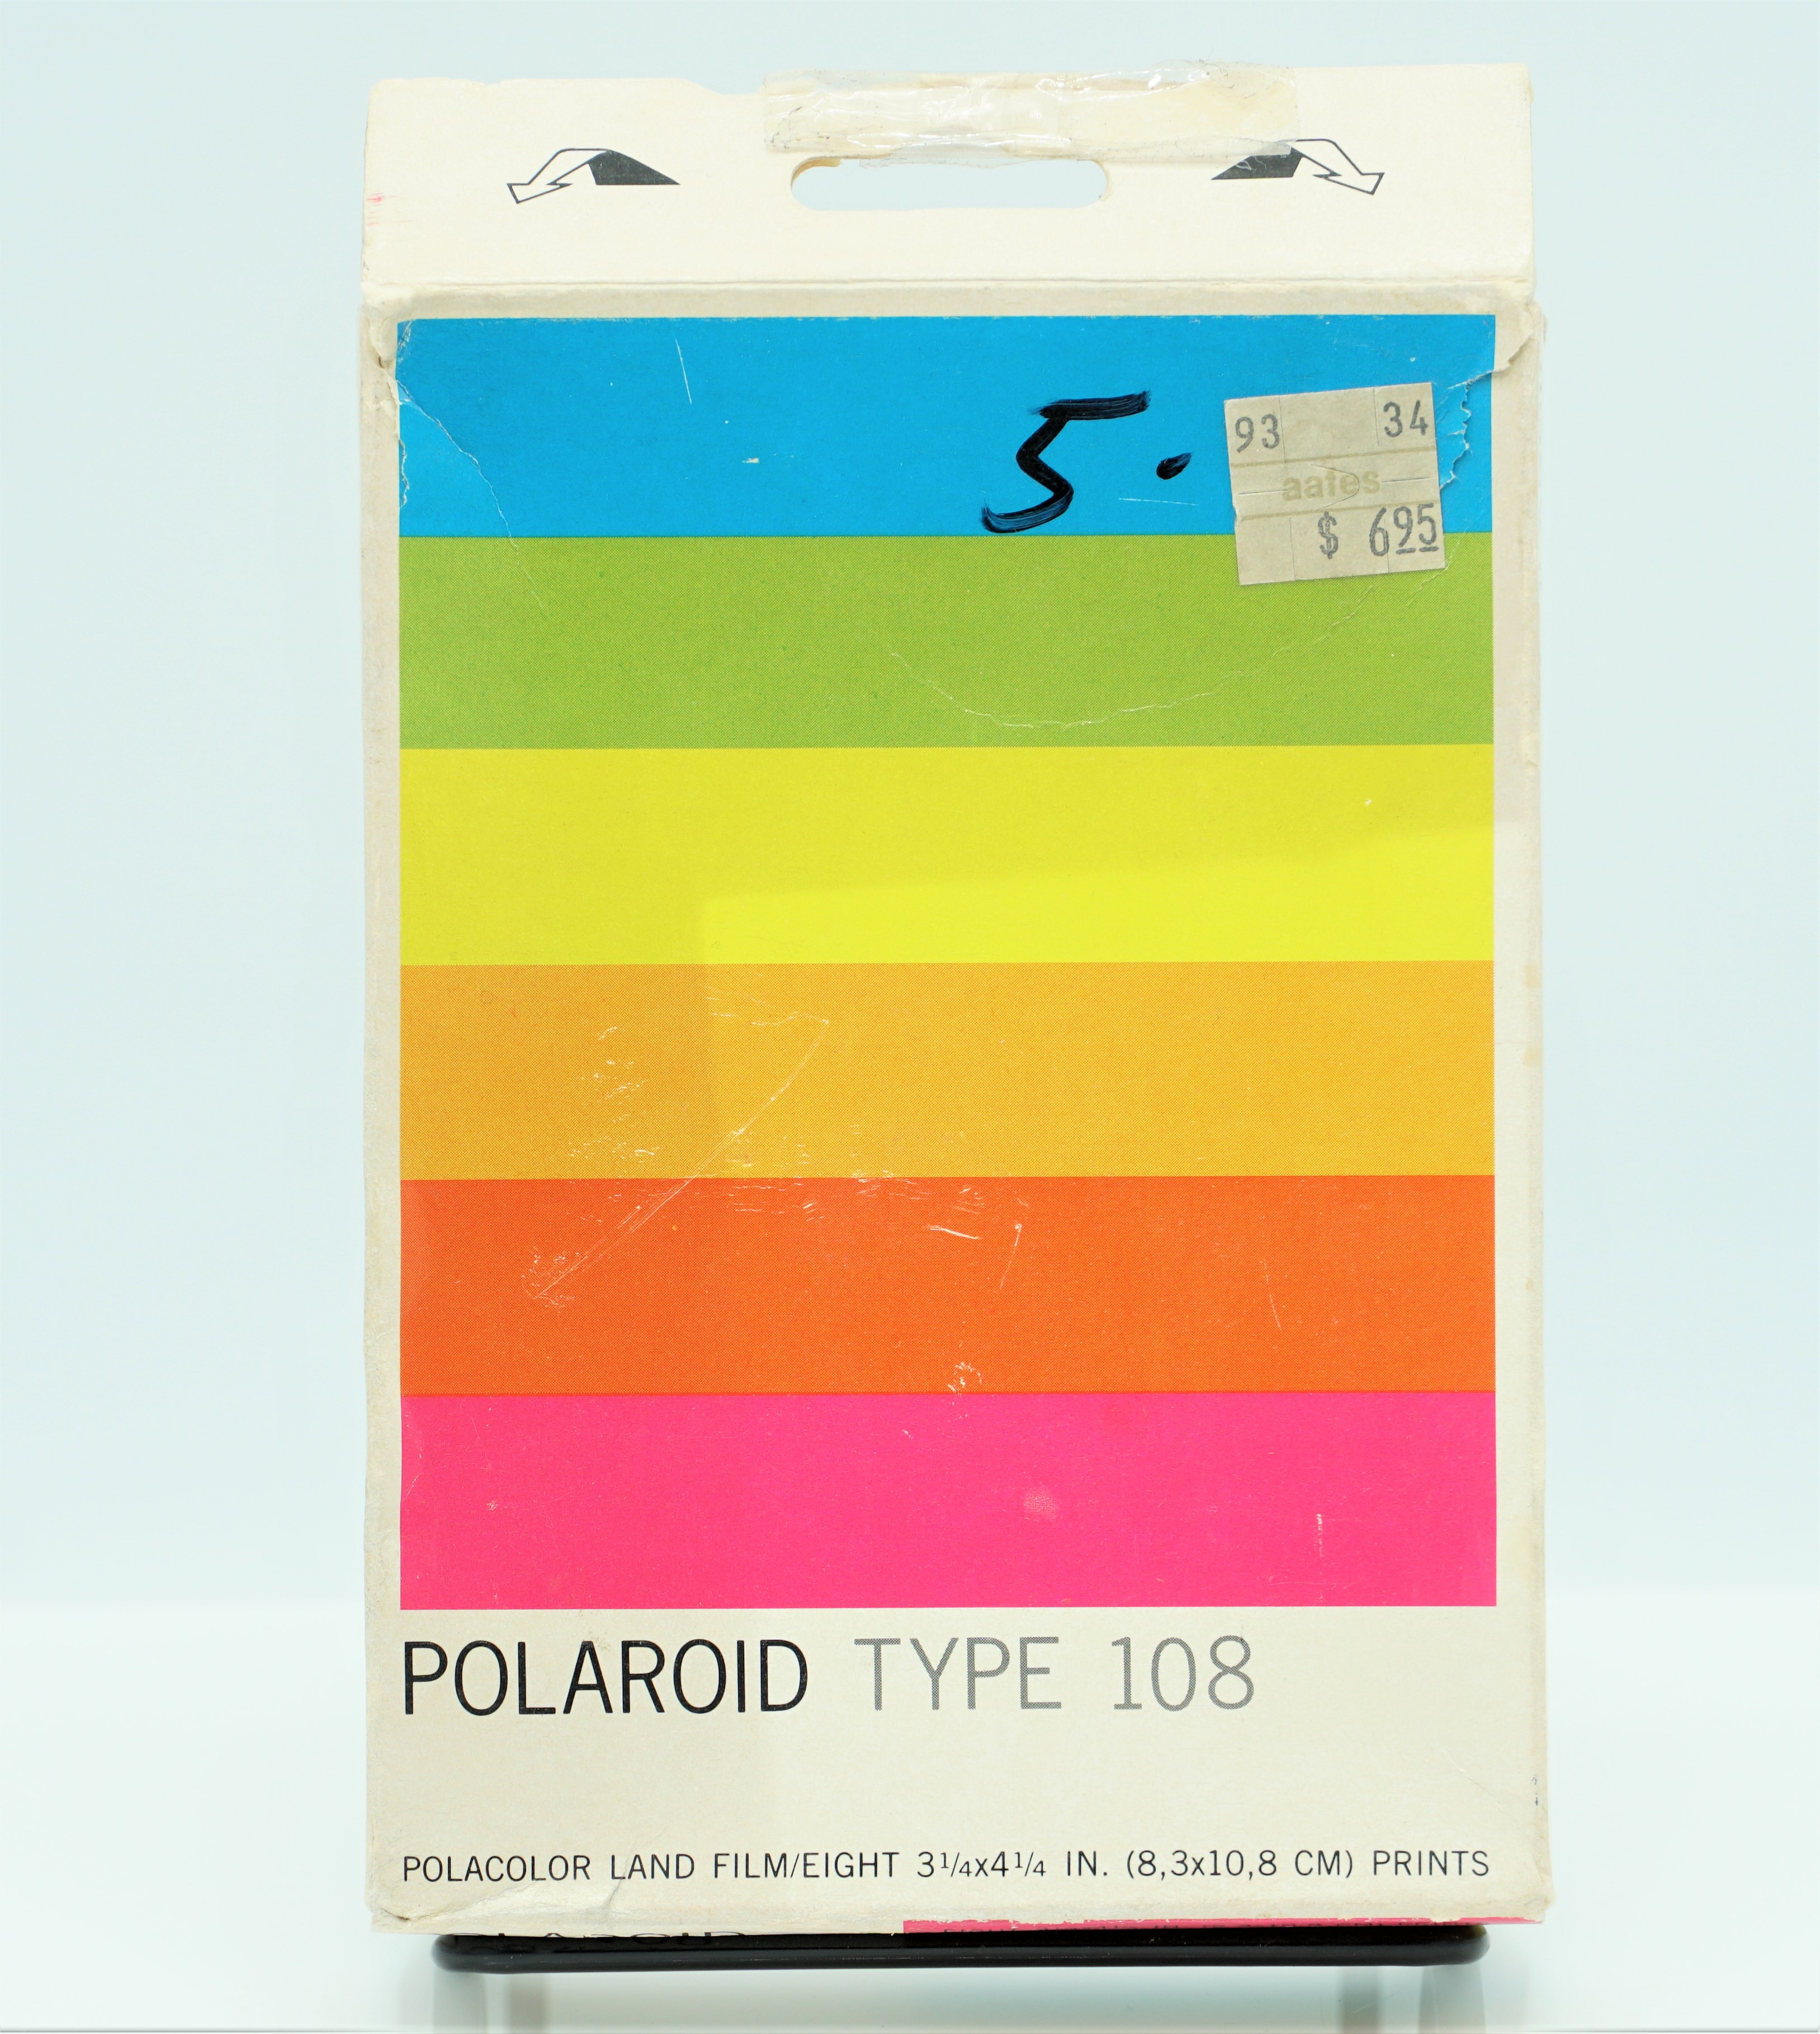 5.
93 34
aafes
$ 695
POLAROID TYPE 108
POLACOLOR LAND FILM/EIGHT 3¼x4¼ IN. (8,3x10,8 CM) PRINTS